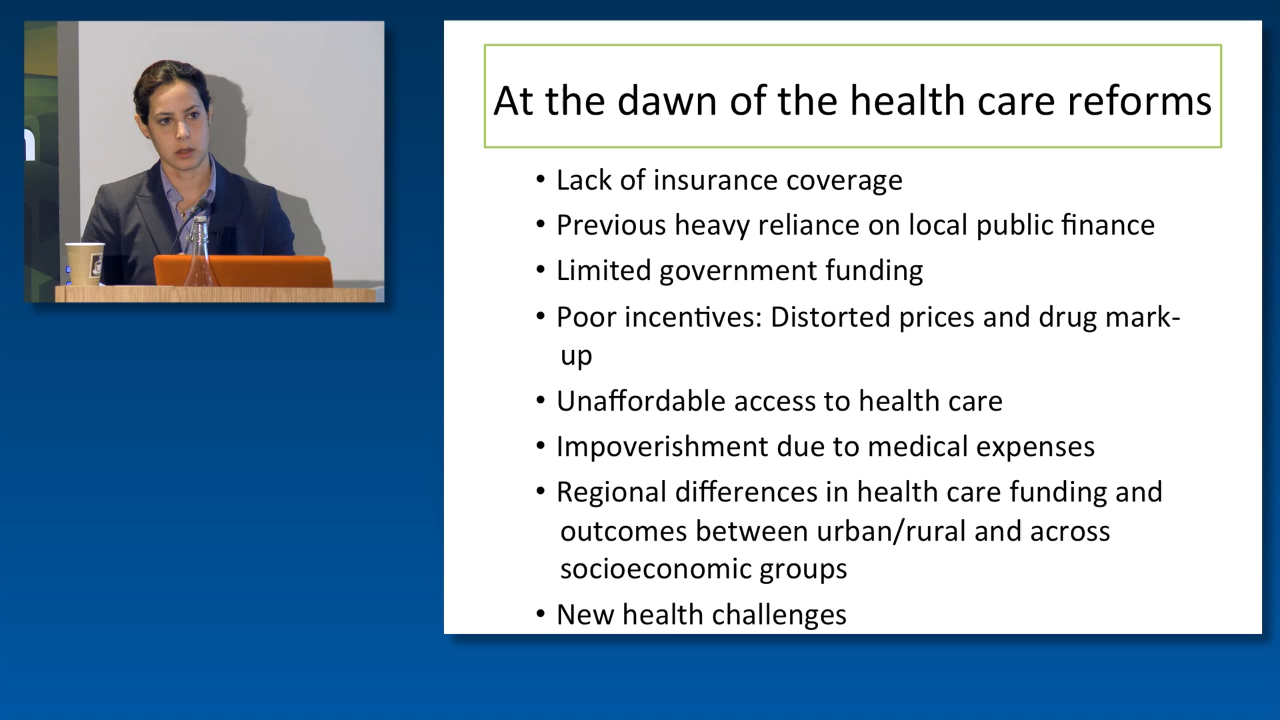 At the dawn of the health care reforms
• Lack of insurance coverage
• Previous heavy reliance on local public finance
• Limited government funding
• Poor incentives: Distorted prices and drug mark-
up
• Unaffordable access to health care
• Impoverishment due to medical expenses
• Regional differences in health care funding and
outcomes between urban/rural and across
socioeconomic groups
• New health challenges